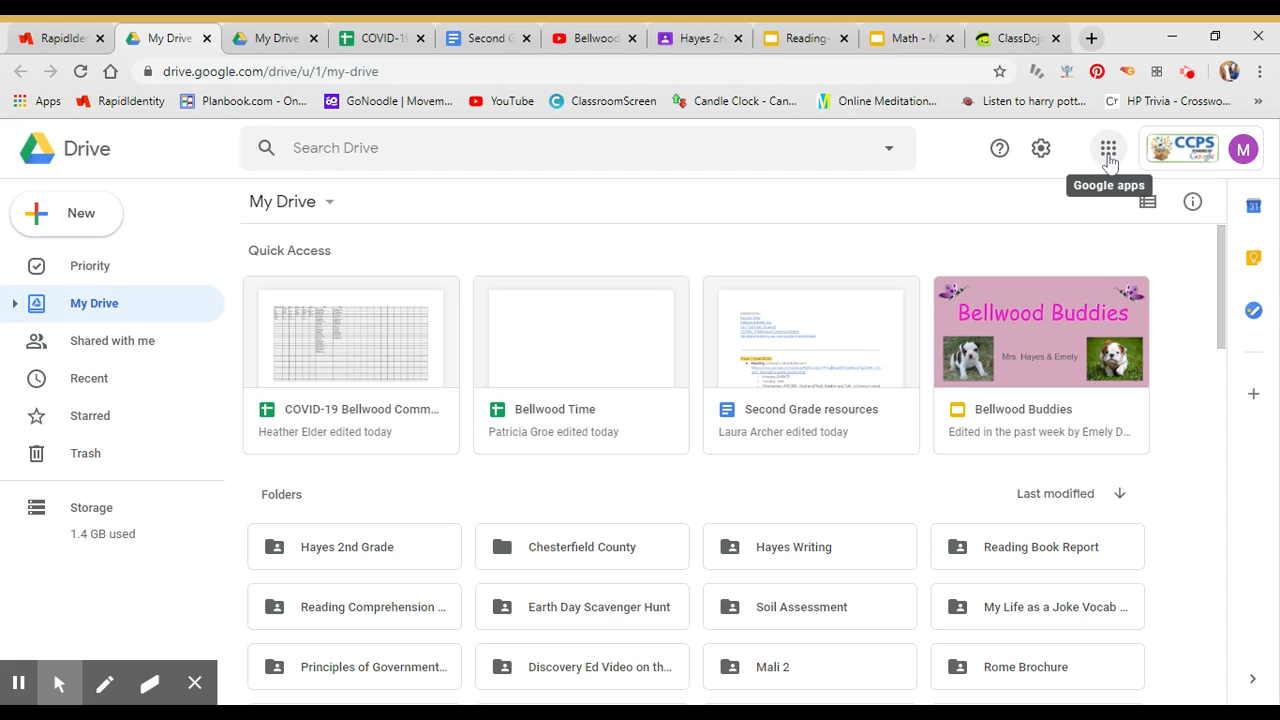 RapidIde
My Drive
My Drive
COVID-19
Second G
Bellwood
Hayes 2n
Reading-
Math - M
ClassDoj
drive.google.com/drive/u/1/my-drive
Apps
RapidIdentity
Planbook.com - On...
GoNoodle | Movem...
YouTube
ClassroomScreen
Candle Clock - Can...
Online Meditation...
Listen to harry pott...
HP Trivia - Crosswo...
Drive
Search Drive
CCPS
Google
M
Google apps
New
My Drive
31
Priority
Quick Access
My Drive
Shared with me
Recent
Starred
Trash
Storage
1.4 GB used
Bellwood Buddies
Mrs. Hayes & Emely
COVID-19 Bellwood Comm...
Bellwood Time
Second Grade resources
Bellwood Buddies
Heather Elder edited today
Patricia Groe edited today
Laura Archer edited today
Edited in the past week by Emely D...
Folders
Last modified
Hayes 2nd Grade
Chesterfield County
Hayes Writing
Reading Book Report
Reading Comprehension ...
Earth Day Scavenger Hunt
Soil Assessment
My Life as a Joke Vocab ...
Principles of Government...
Discovery Ed Video on th...
Mali 2
Rome Brochure